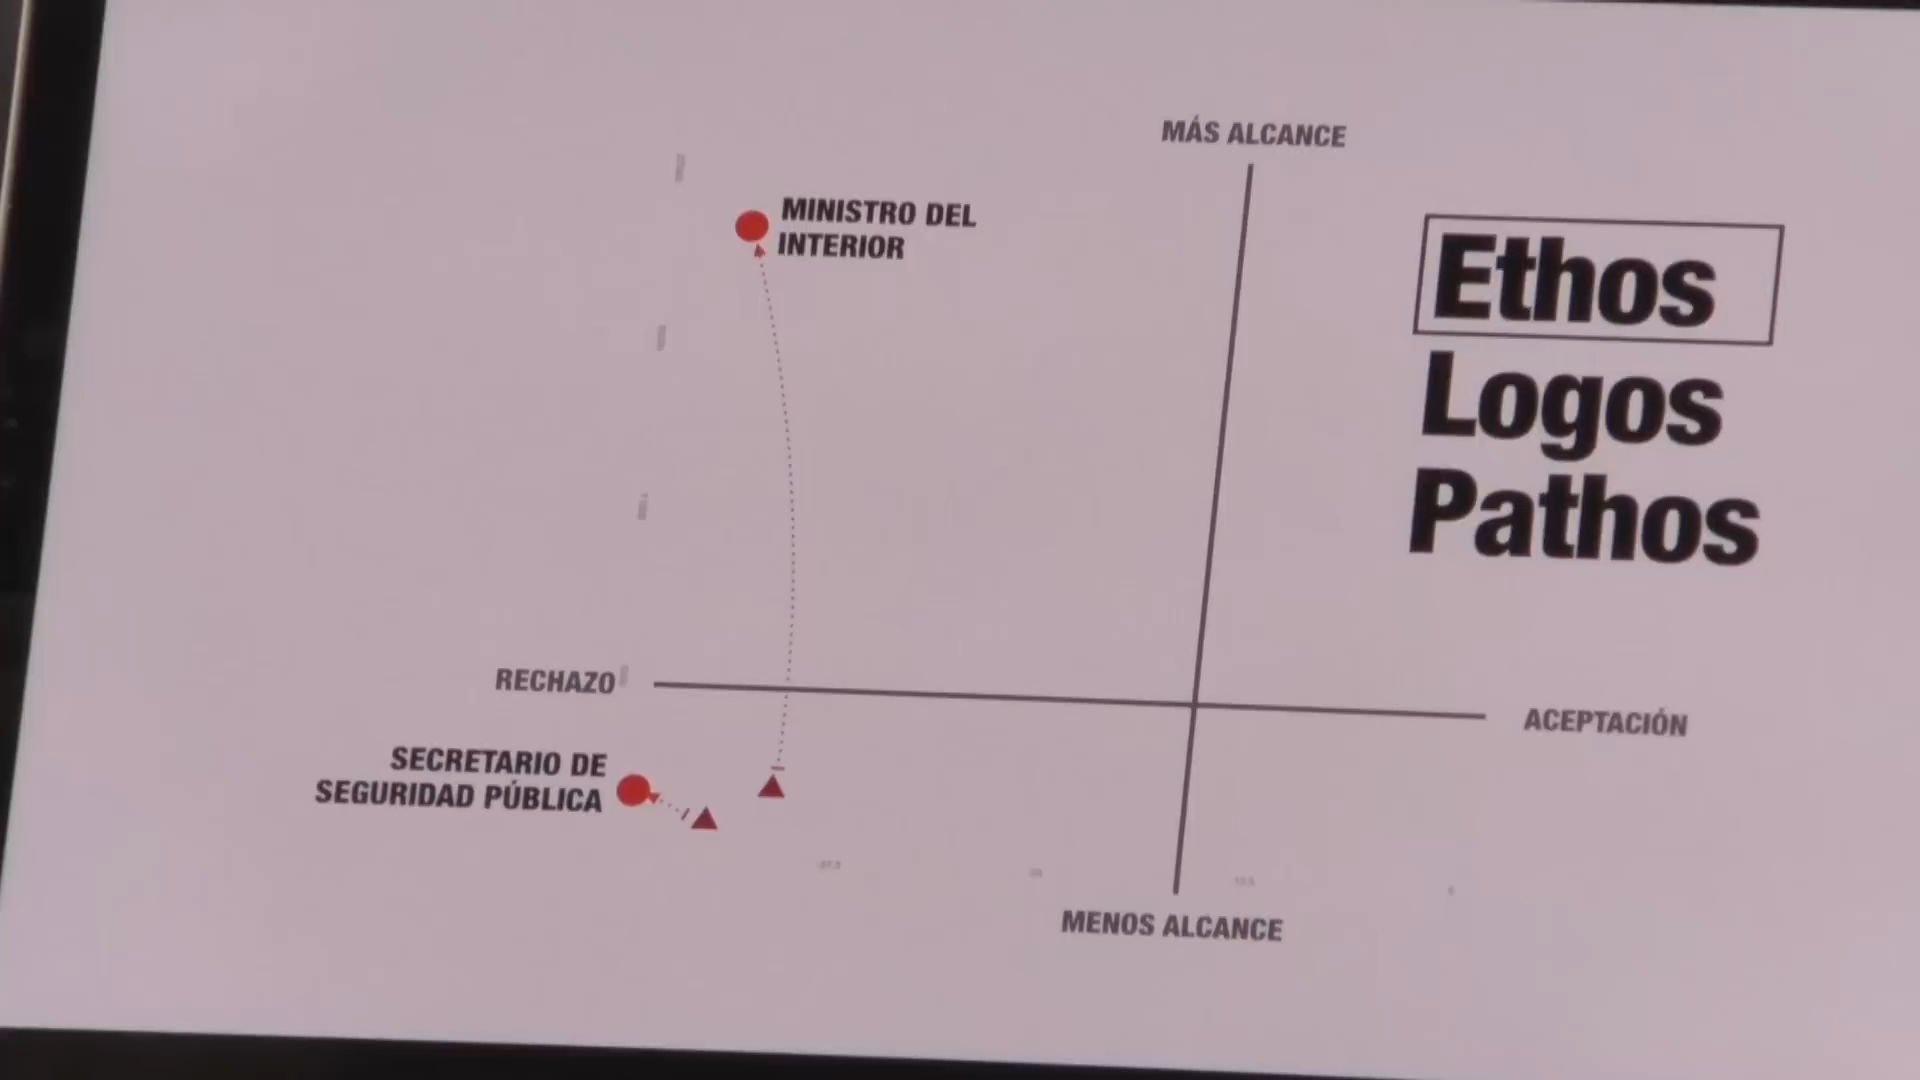 MÁS ALCANCE
MINISTRO DEL
INTERIOR
Ethos
Logos
Pathos
RECHAZO
ACEPTACIÓN
SECRETARIO DE
SEGURIDAD PÚBLICA
MENOS ALCANCE